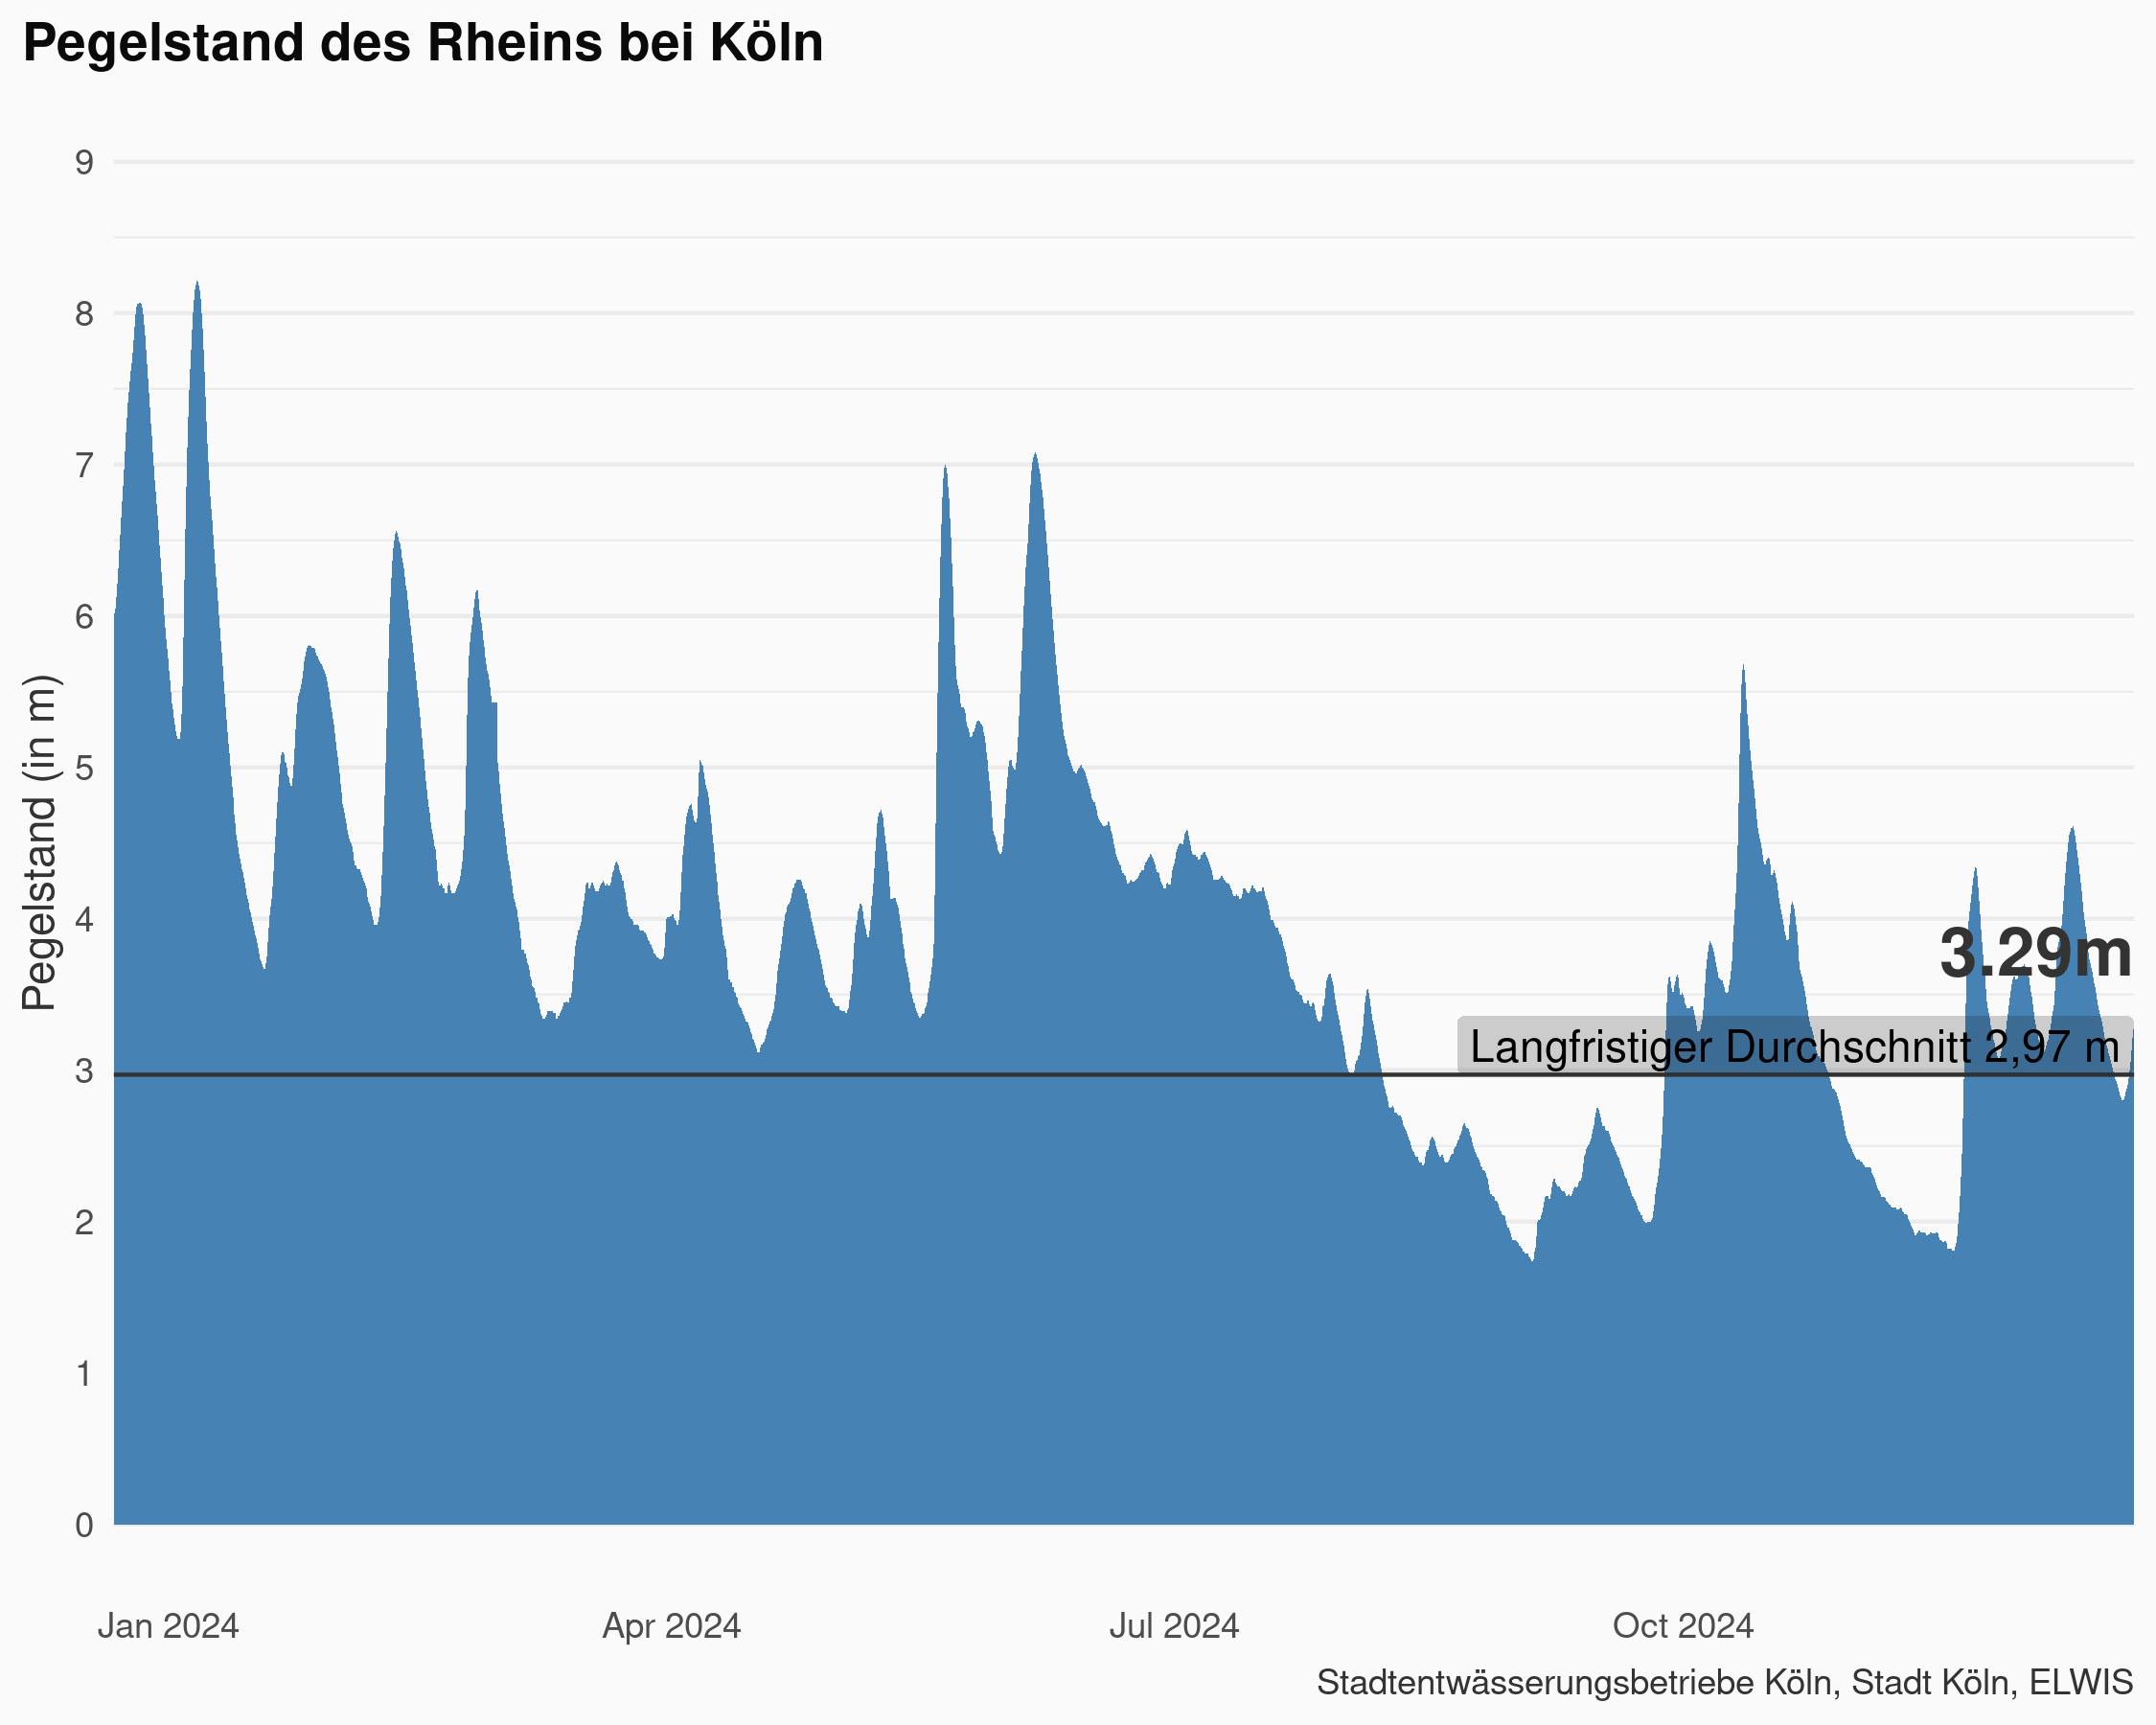 Pegelstand des Rheins bei Köln
Pegelstand (in m)
9
8
7
6
5
4
3
2
1
0
3.29m
Langfristiger Durchschnitt 2,97 m
Jan 2024
Apr 2024
Jul 2024
Oct 2024
Stadtentwässerungsbetriebe Köln, Stadt Köln, ELWIS